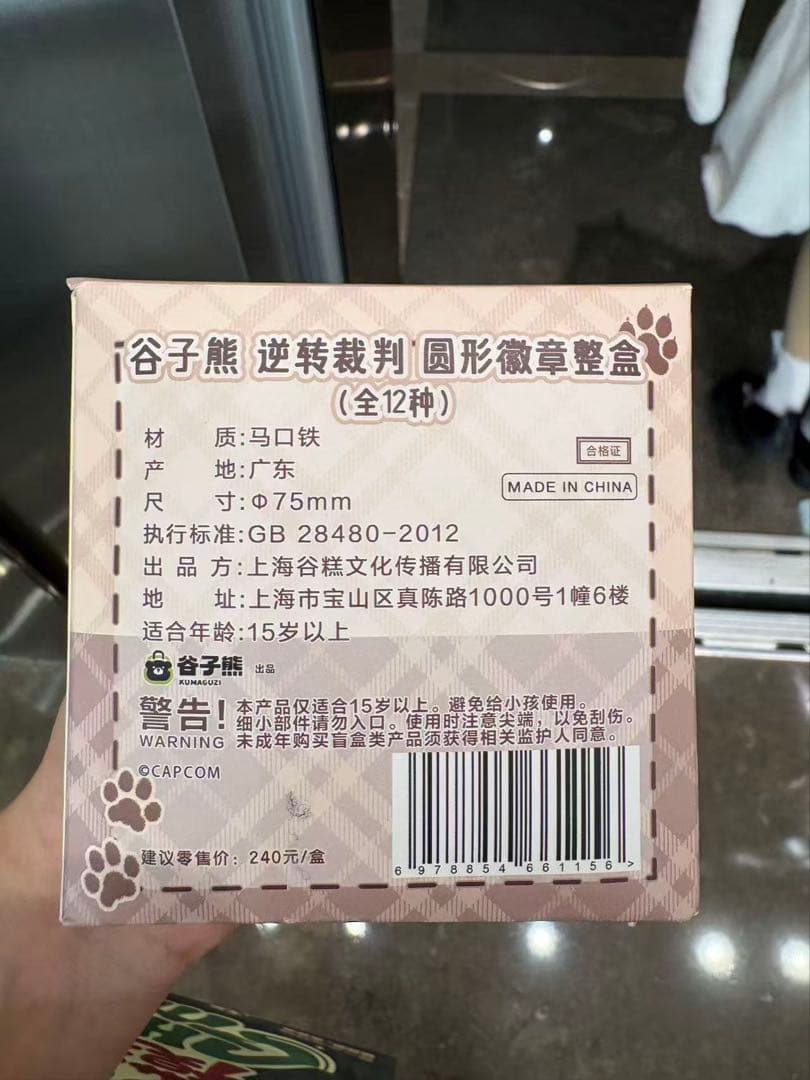 谷子熊 逆转裁判 圆形徽章整盒
(全12种)
材 质:马口铁
合格证
产 地:广东
MADE IN CHINA
尺 寸:Φ75mm
执行标准:GB 28480-2012
出 品 方:上海谷糕文化传播有限公司
地 址:上海市宝山区真陈路1000号1幢6楼
适合年龄:15岁以上
谷子熊 出品
KUMAGUZI
警告!
WARNING
本产品仅适合15岁以上。避免给小孩使用。
细小部件请勿入口。使用时注意尖端，以免刮伤。
未成年购买盲盒类产品须获得相关监护人同意。
©CAPCOM
建议零售价：240元/盒
6 978854 661156 >